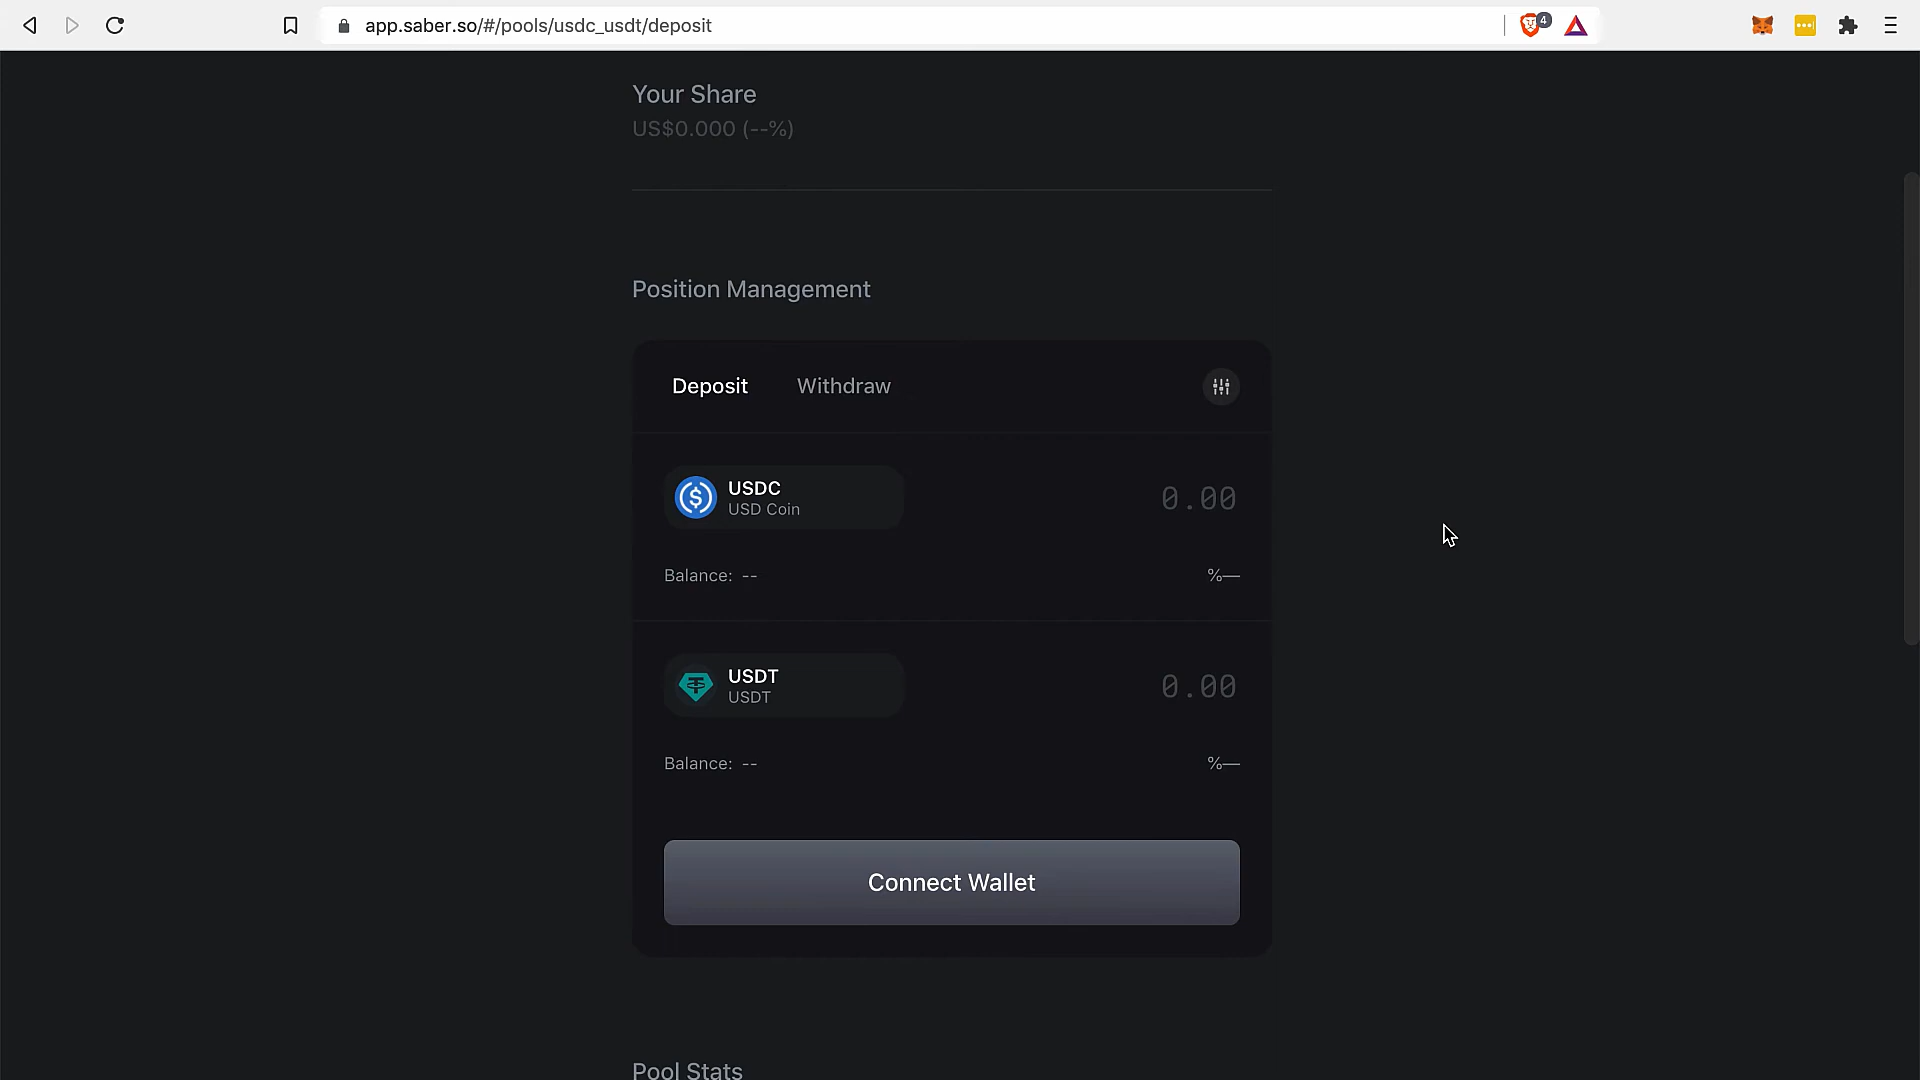 app.saber.so/#/pools/usdc_usdt/deposit
4
Your Share
US$0.000 (--%)
Position Management
Deposit
Withdraw
USDC
USD Coin
0.00
Balance: --
%—
USDT
USDT
0.00
Balance: --
%—
Connect Wallet
Pool Stats